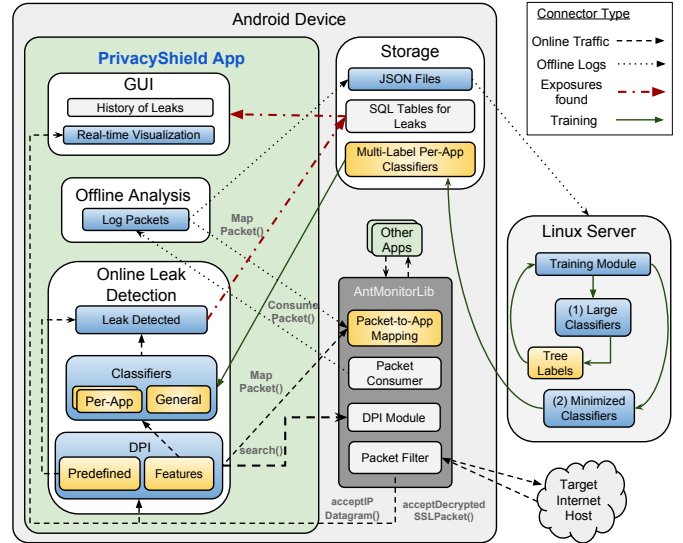 Android Device
PrivacyShield App
GUI
History of Leaks
Real-time Visualization
Offline Analysis
Log Packets
Online Leak
Detection
Leak Detected
Classifiers
Per-App
General
DPI
Predefined
Features
Map
Packet()
Consume
Packet()
Map
Packet()
search()
acceptIP
Datagram()
acceptDecrypted
SSLPacket()
Storage
JSON Files
SQL Tables for
Leaks
Multi-Label Per-App
Classifiers
Other
Apps
AntMonitorLib
Packet-to-App
Mapping
Packet
Consumer
DPI Module
Packet Filter
Connector Type
Online Traffic
Offline Logs
Exposures
found
Training
Linux Server
Training Module
(1) Large
Classifiers
Tree
Labels
(2) Minimized
Classifiers
Target
Internet
Host